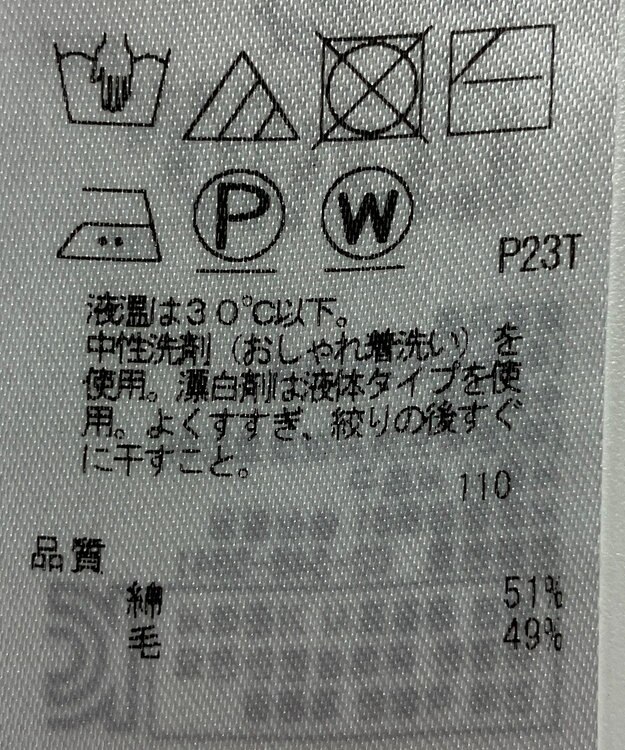 P W
P23T
液温は30℃以下。
中性洗剤（おしゃれ着洗い）を
使用。漂白剤は液体タイプを使
用。よくすすぎ、絞りの後すぐ
に干すこと。
110
品質
綿 51%
毛 49%